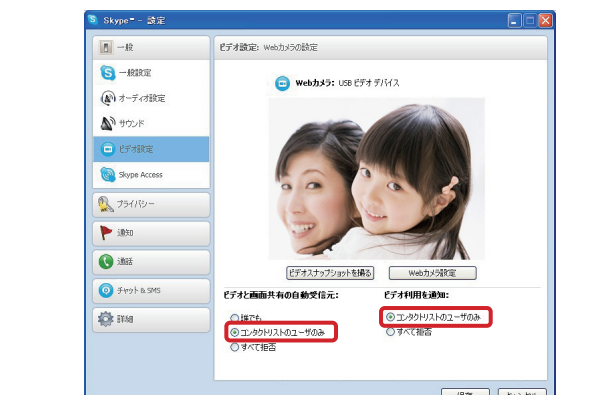 Skype™ - 設定
一般
一般設定
オーディオ設定
サウンド
ビデオ設定
Skype Access
プライバシー
通知
通話
チャット & SMS
詳細
ビデオ設定: Webカメラの設定
Webカメラ: USB ビデオ デバイス
ビデオスナップショットを撮る
Webカメラ設定
ビデオと画面共有の自動受信元:
誰でも
コンタクトリストのユーザのみ
すべて拒否
ビデオ利用を通知:
コンタクトリストのユーザのみ
すべて拒否